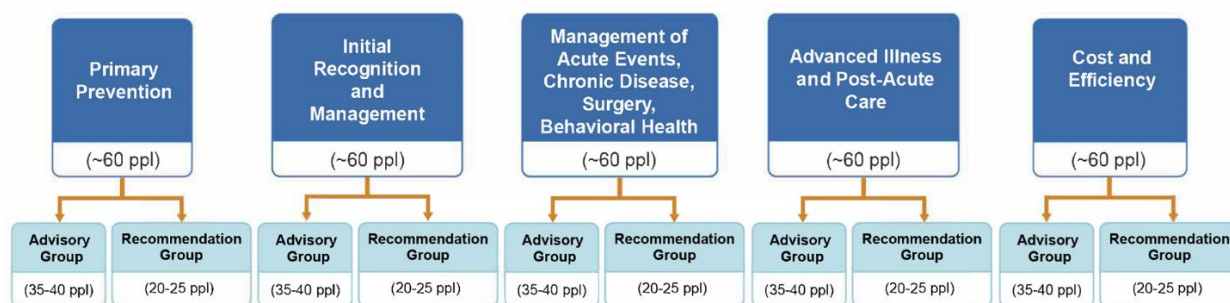 Primary
Prevention
(~60 ppl)
Initial
Recognition
and
Management
(~60 ppl)
Management of
Acute Events,
Chronic Disease,
Surgery,
Behavioral Health
(~60 ppl)
Advanced Illness
and Post-Acute
Care
(~60 ppl)
Cost and
Efficiency
(~60 ppl)
Advisory
Group
(35-40 ppl)
Recommendation
Group
(20-25 ppl)
Advisory
Group
(35-40 ppl)
Recommendation
Group
(20-25 ppl)
Advisory
Group
(35-40 ppl)
Recommendation
Group
(20-25 ppl)
Advisory
Group
(35-40 ppl)
Recommendation
Group
(20-25 ppl)
Advisory
Group
(35-40 ppl)
Recommendation
Group
(20-25 ppl)